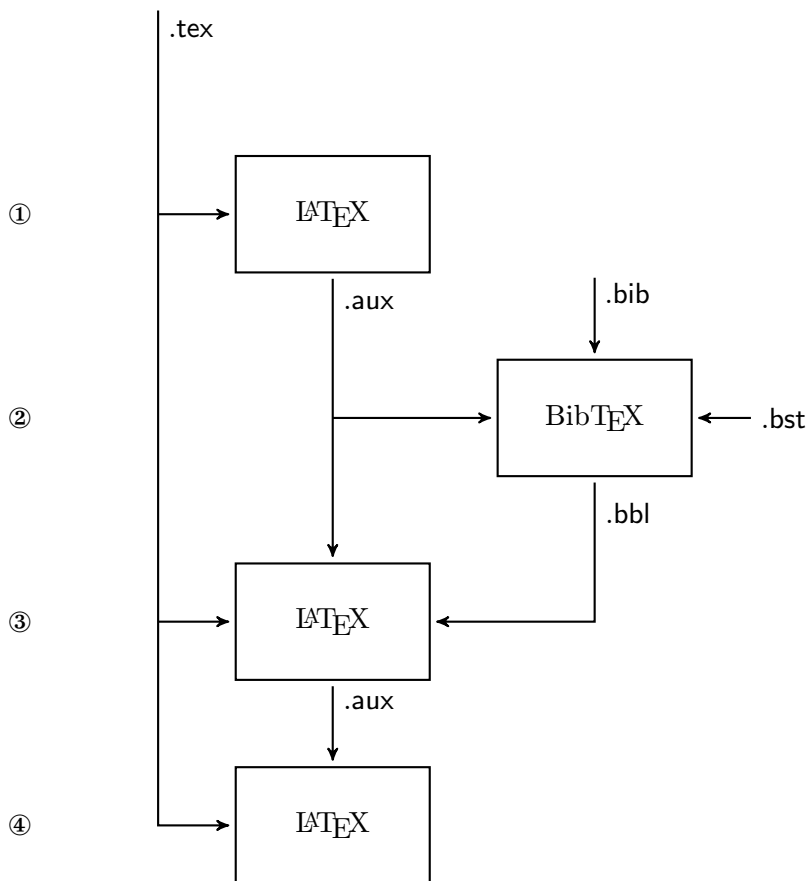 .tex
① LATEX
.aux
.bib
② BibTEX .bst
.bbl
③ LATEX
.aux
④ LATEX